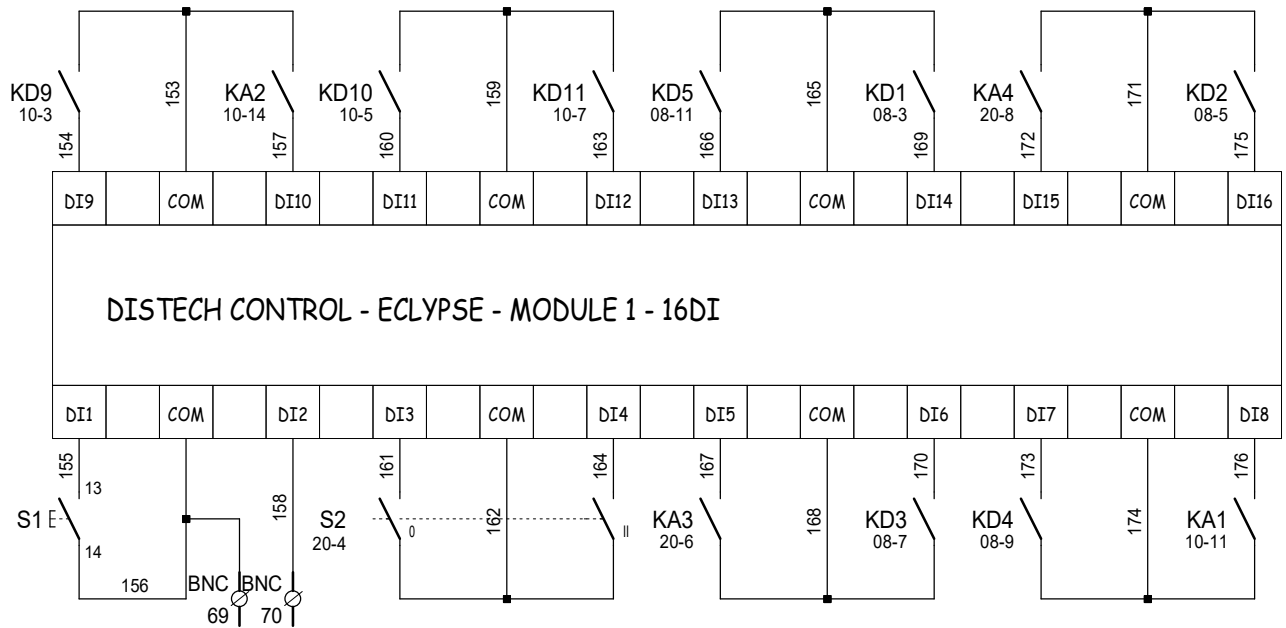 KD9
10-3
154
153
KA2
10-14
157
KD10
10-5
160
159
KD11
10-7
163
KD5
08-11
166
165
KD1
08-3
169
KA4
20-8
172
171
KD2
08-5
175
DI9 COM DI10 DI11 COM DI12 DI13 COM DI14 DI15 COM DI16
DISTECH CONTROL - ECLYPSE - MODULE 1 - 16DI
DI1 COM DI2 DI3 COM DI4 DI5 COM DI6 DI7 COM DI8
155
13
S1
14
156
158
BNC
69
BNC
70
161
S2
20-4
0
162
164
II
167
KA3
20-6
168
170
KD3
08-7
173
KD4
08-9
174
176
KA1
10-11